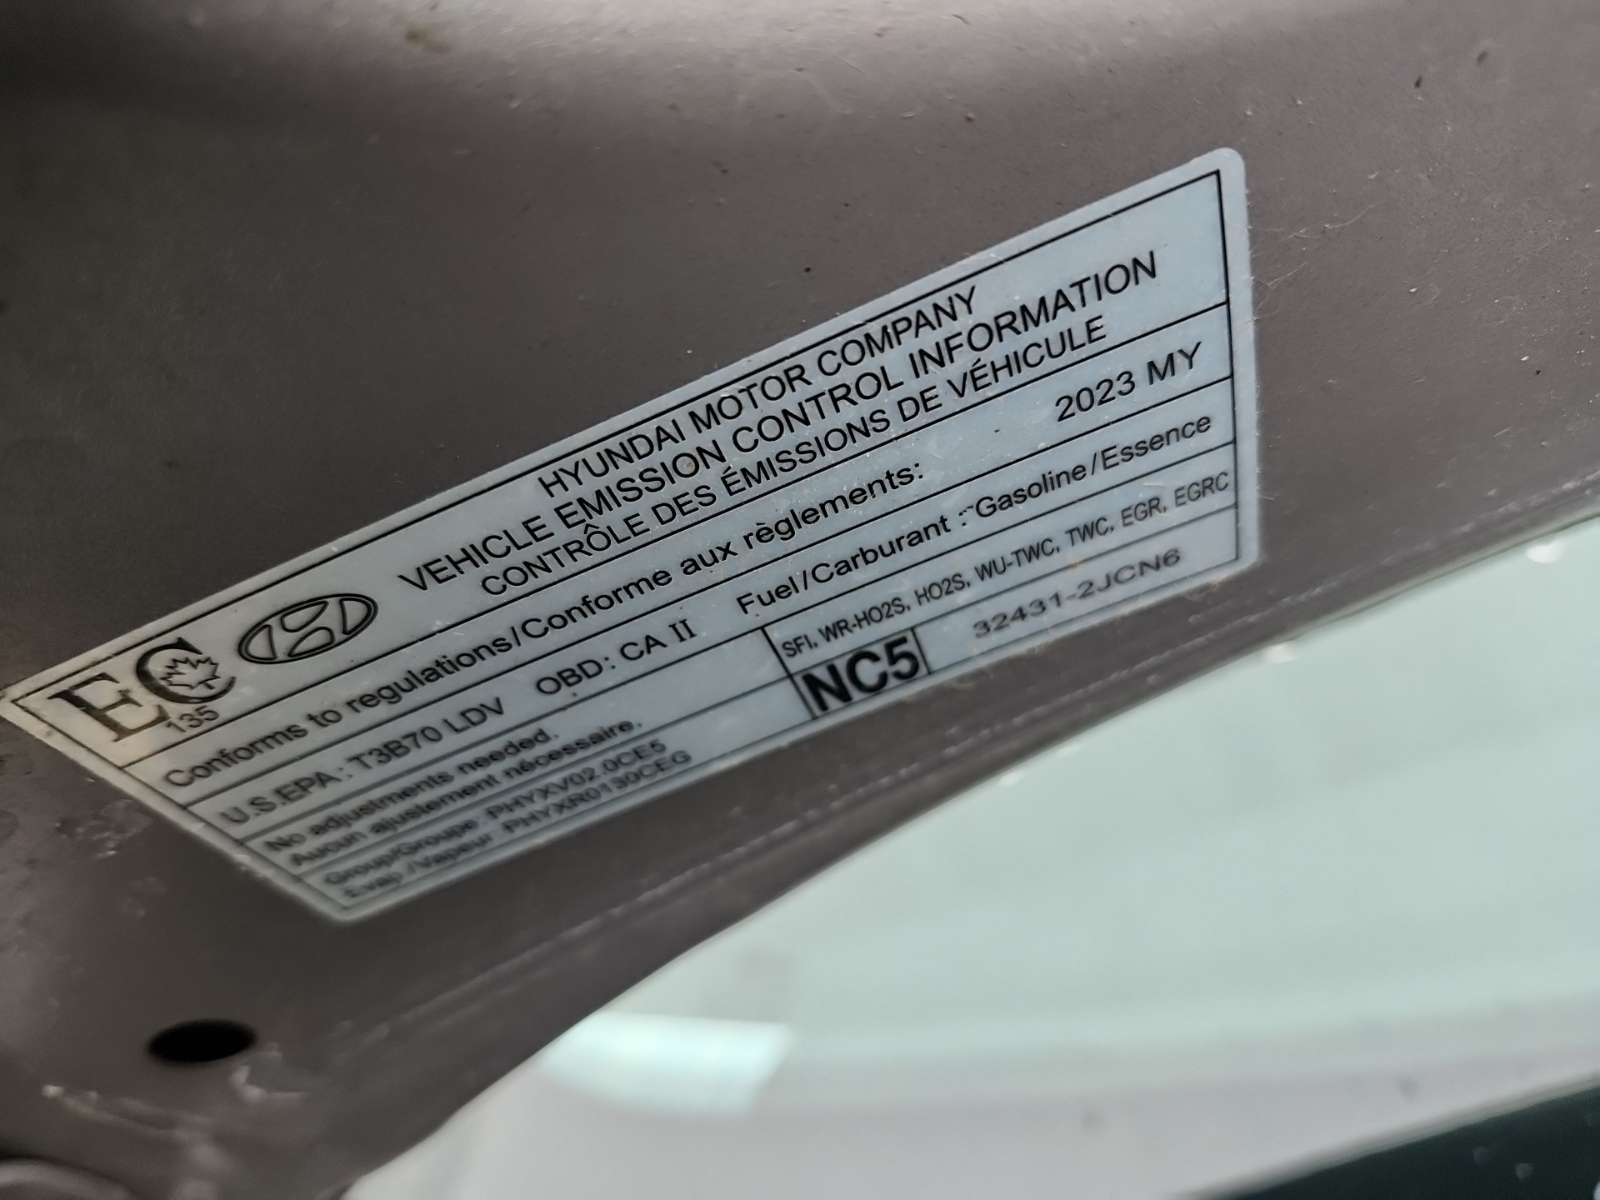 HYUNDAI MOTOR COMPANY
VEHICLE EMISSION CONTROL INFORMATION
CONTRÔLE DES ÉMISSIONS DE VÉHICULE
EC
135
Conforms to regulations/Conforme aux règlements: 2023 MY
U.S.EPA: T3B70 LDV OBD: CA II Fuel/Carburant : Gasoline/Essence
No adjustments needed.
Aucun ajustement nécessaire.
SFI, WR-HO2S, HO2S, WU-TWC, TWC, EGR, EGRC
Group/Groupe: PHYXV02.0CE5
Evap./Vapeur: PHYXR0130CEG
NC5
32431-2JCN6